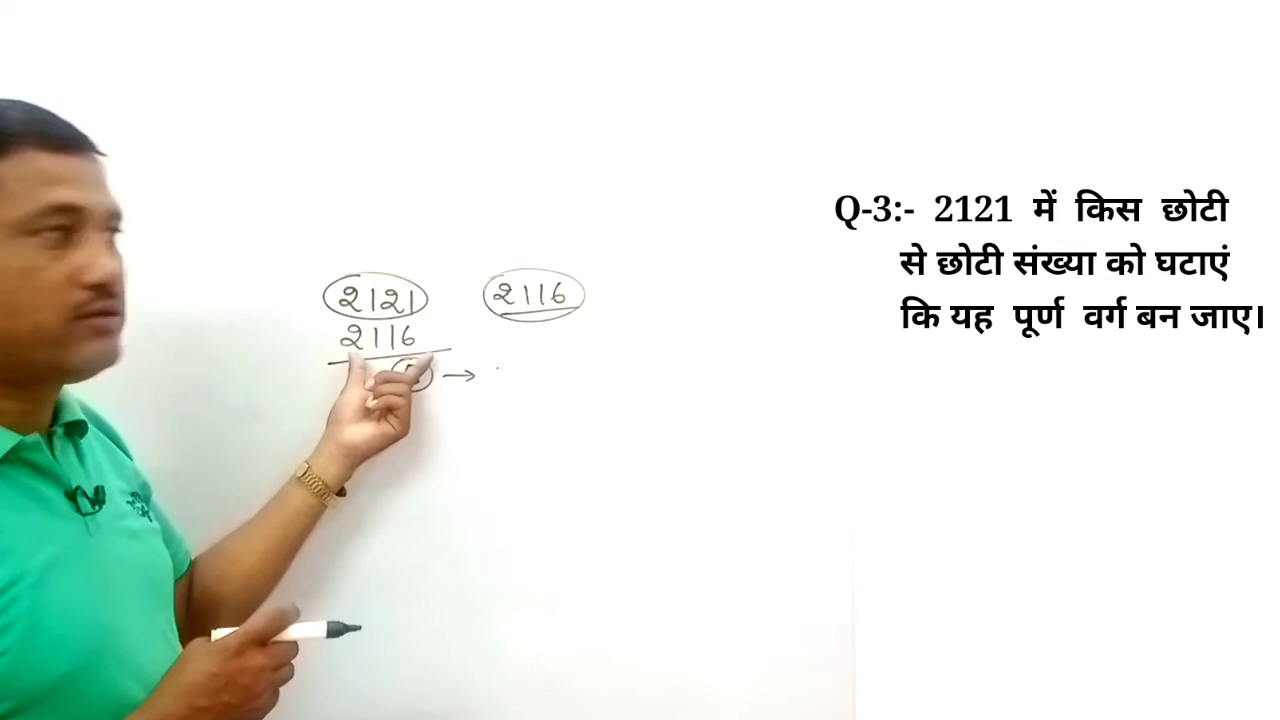 2121 2116
2116
Q-3:- 2121 में किस छोटी
से छोटी संख्या को घटाएं
कि यह पूर्ण वर्ग बन जाए।